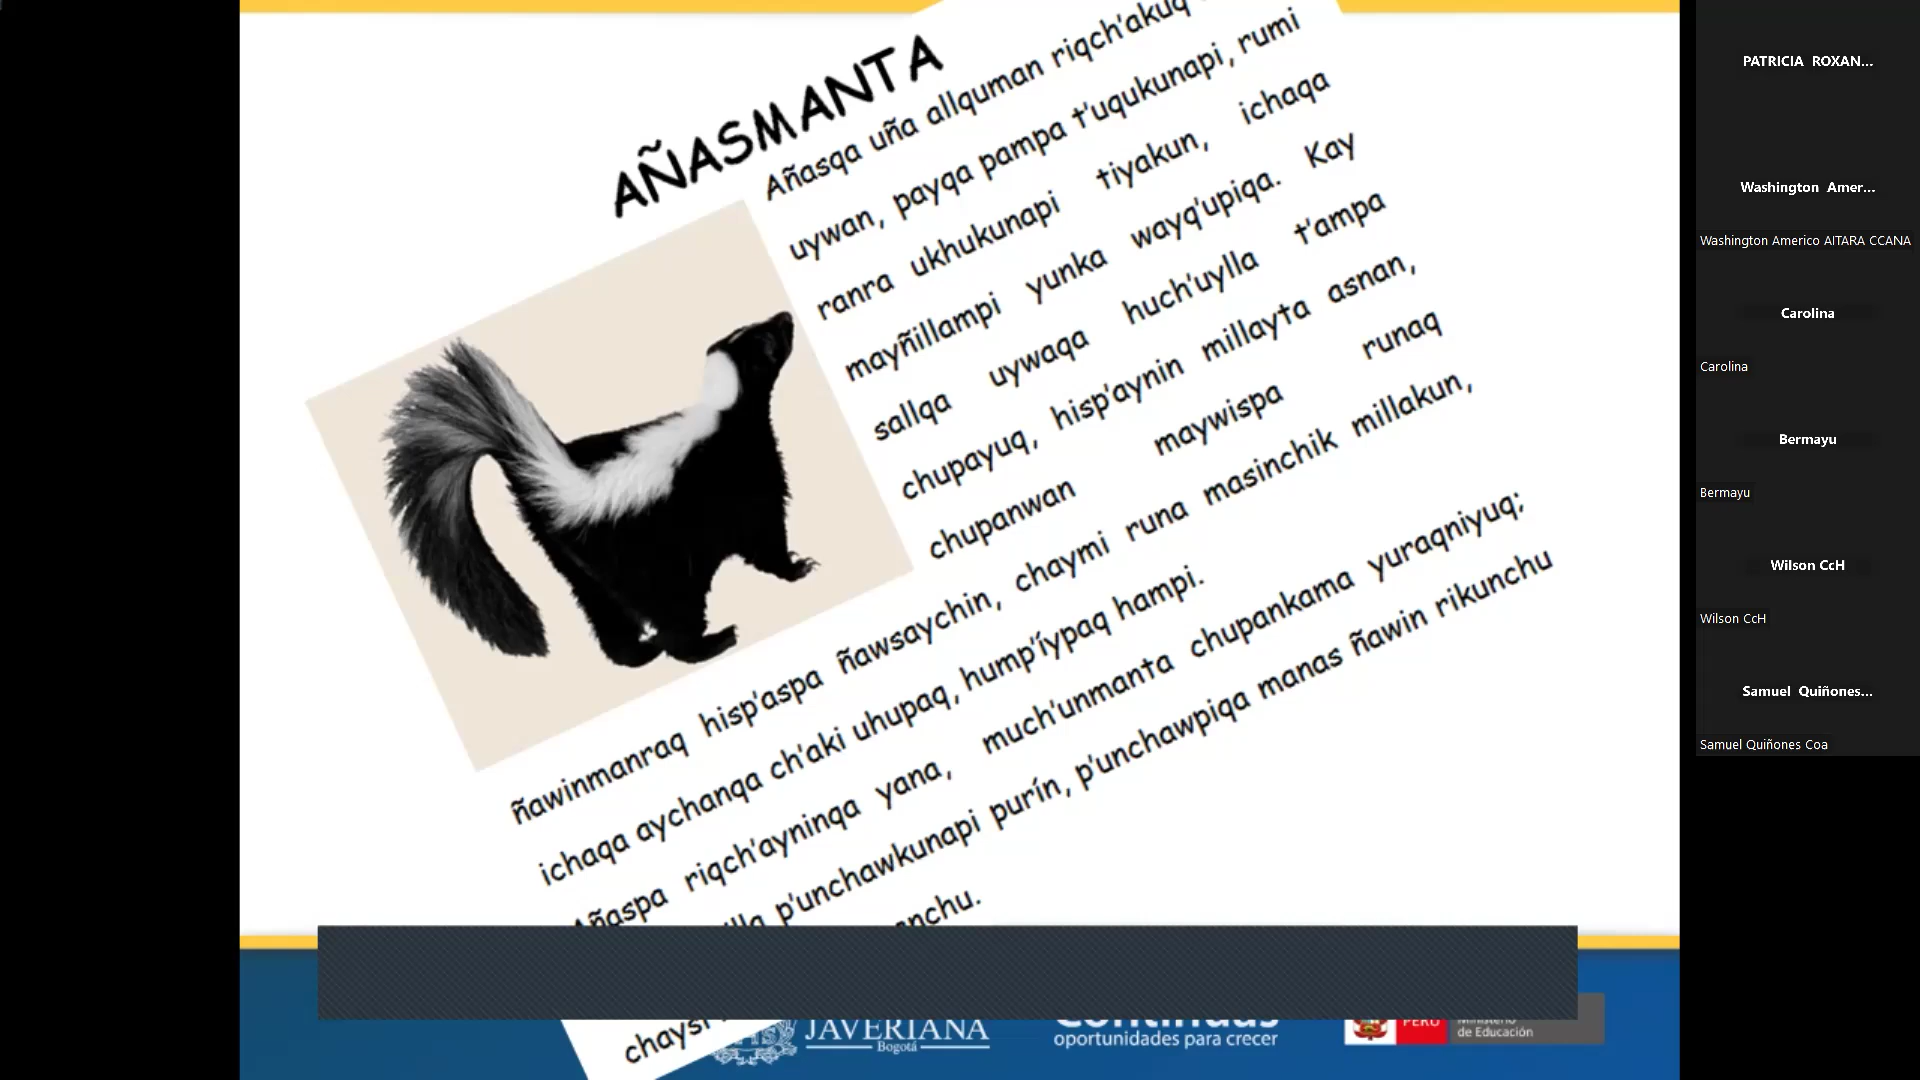 AÑASMANTA
Añasqa uña allquman riqch'akuq
uywan, payqa pampa t'uqukunapi, rumi
ranra ukhukunapi tiyakun, ichaqa
mayñillampi yunka wayq'upiqa. Kay
sallqa uywaqa huch'uylla t'ampa
chupayuq, hisp'aynin millayta asnan,
chupanwan maywispa runaq
ñawinmanraq hisp'aspa ñawsaychin, chaymi runa masinchik millakun,
ichaqa aychanqa ch'aki uhupaq, hump'íypaq hampi.
Añaspa riqch'ayninqa yana, much'unmanta chupankama yuraqniyuq;
p'unchawkunapi purín, p'unchawpiqa manas ñawin rikunchu
JAVERIANA
Bogotá
Continuas
oportunidades para crecer
PERÚ
Ministerio
de Educación
PATRICIA ROXAN...
Washington Amer...
Washington Americo AITARA CCANA
Carolina
Carolina
Bermayu
Bermayu
Wilson CcH
Wilson CcH
Samuel Quiñones...
Samuel Quiñones Coa